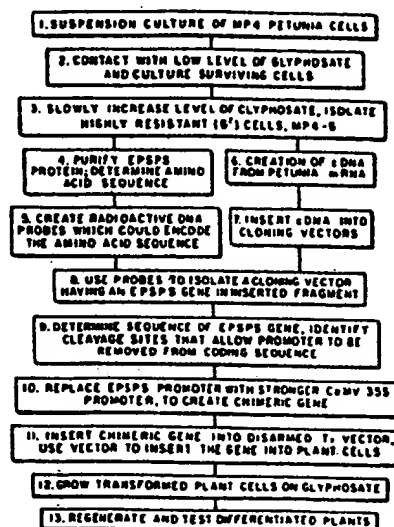 1. SUSPENSION CULTURE OF MP4 PETUNIA CELLS
2. CONTACT WITH LOW LEVEL OF GLYPHOSATE
AND CULTURE SURVIVING CELLS
3. SLOWLY INCREASE LEVEL OF GLYPHOSATE, ISOLATE
HIGHLY RESISTANT (Gʳ) CELLS, MP4-G
4. PURIFY EPSPS
PROTEIN; DETERMINE AMINO
ACID SEQUENCE
6. CREATION OF cDNA
FROM PETUNIA mRNA
5. CREATE RADIOACTIVE DNA
PROBES WHICH COULD ENCODE
THE AMINO ACID SEQUENCE
7. INSERT cDNA INTO
CLONING VECTORS
8. USE PROBES TO ISOLATE A CLONING VECTOR
HAVING AN EPSPS GENE IN INSERTED FRAGMENT
9. DETERMINE SEQUENCE OF EPSPS GENE, IDENTIFY
CLEAVAGE SITES THAT ALLOW PROMOTER TO BE
REMOVED FROM CODING SEQUENCE
10. REPLACE EPSPS PROMOTER WITH STRONGER CaMV 35S
PROMOTER, TO CREATE CHIMERIC GENE
11. INSERT CHIMERIC GENE INTO DISARMED Ti VECTOR,
USE VECTOR TO INSERT THE GENE INTO PLANT CELLS
12. GROW TRANSFORMED PLANT CELLS ON GLYPHOSATE
13. REGENERATE AND TEST DIFFERENTIATED PLANTS